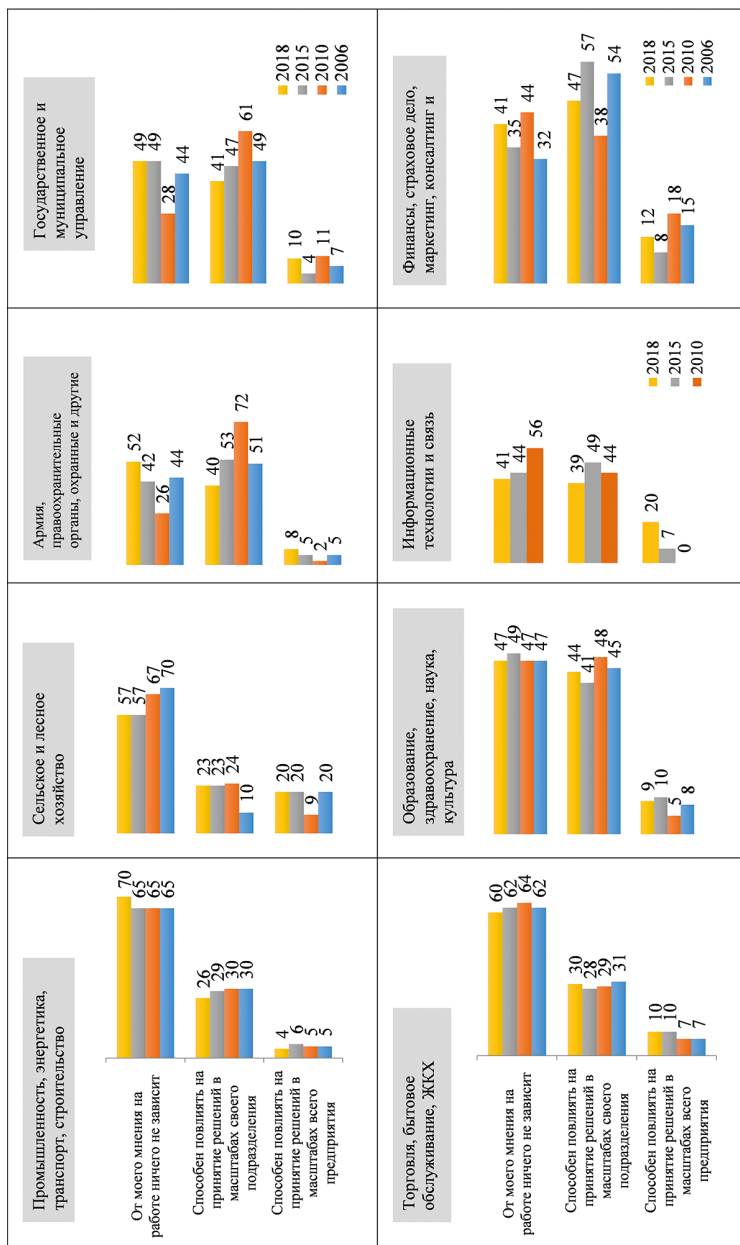 Промышленность, энергетика,
транспорт, строительство
От моего мнения на
работе ничего не зависит
70
65
65
65
Способен повлиять на
принятие решений в
масштабах своего
подразделения
26
29
30
30
Способен повлиять на
принятие решений в
масштабах всего
предприятия
4
6
5
5
Сельское и лесное
хозяйство
57
57
67
70
23
23
24
10
20
20
9
20
Армия,
правоохранительные
органы, охранные и другие
52
42
26
44
40
53
72
51
8
5
2
5
Государственное и
муниципальное
управление
49
49
28
44
41
47
61
49
10
4
11
7
2018
2015
2010
2006
Торговля, бытовое
обслуживание, ЖКХ
От моего мнения на
работе ничего не зависит
60
62
64
62
Способен повлиять на
принятие решений в
масштабах своего
подразделения
30
28
29
31
Способен повлиять на
принятие решений в
масштабах всего
предприятия
10
10
7
7
Образование,
здравоохранение, наука,
культура
47
49
47
47
44
41
48
45
9
10
5
8
Информационные
технологии и связь
41
44
56
39
49
44
20
7
0
2018
2015
2010
Финансы, страховое дело,
маркетинг, консалтинг и
41
35
44
32
47
57
38
54
12
8
18
15
2018
2015
2010
2006